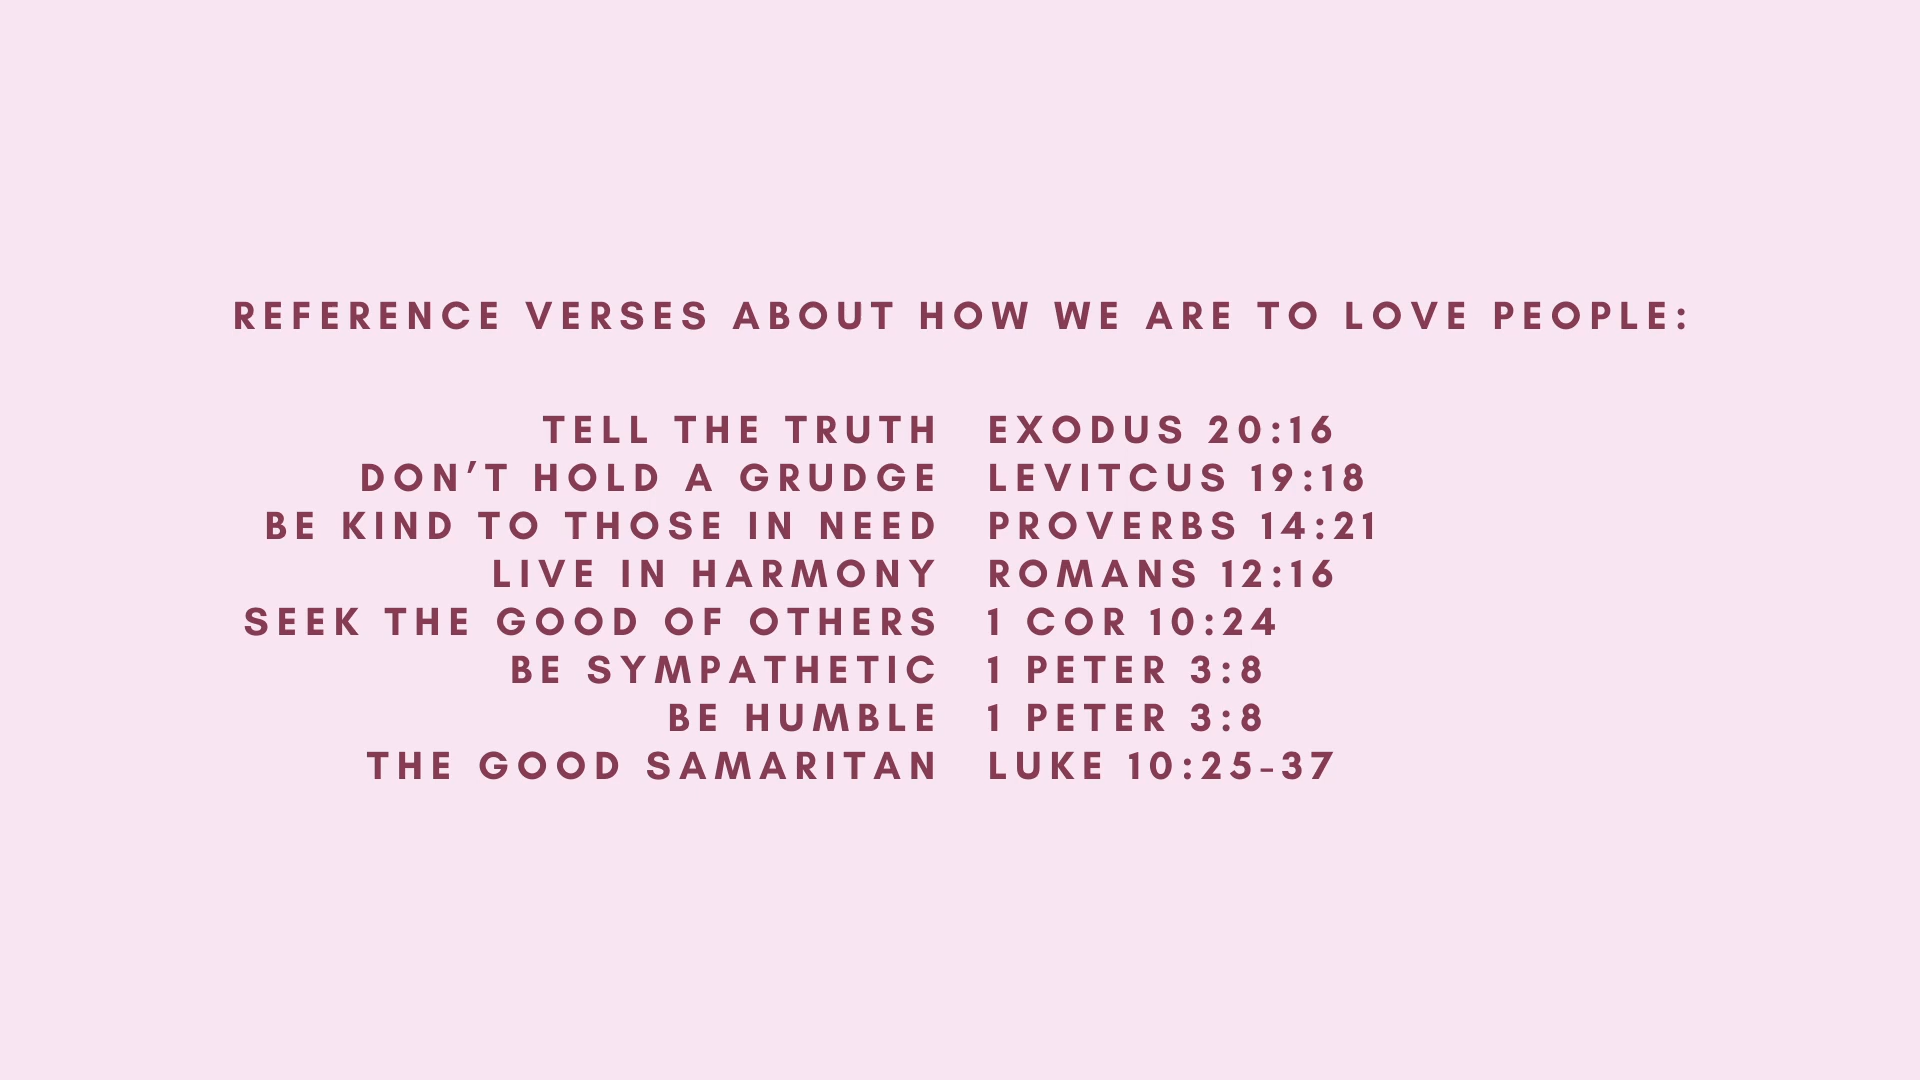 REFERENCE VERSES ABOUT HOW WE ARE TO LOVE PEOPLE:
TELL THE TRUTH EXODUS 20:16
DON’T HOLD A GRUDGE LEVITCUS 19:18
BE KIND TO THOSE IN NEED PROVERBS 14:21
LIVE IN HARMONY ROMANS 12:16
SEEK THE GOOD OF OTHERS 1 COR 10:24
BE SYMPATHETIC 1 PETER 3:8
BE HUMBLE 1 PETER 3:8
THE GOOD SAMARITAN LUKE 10:25-37